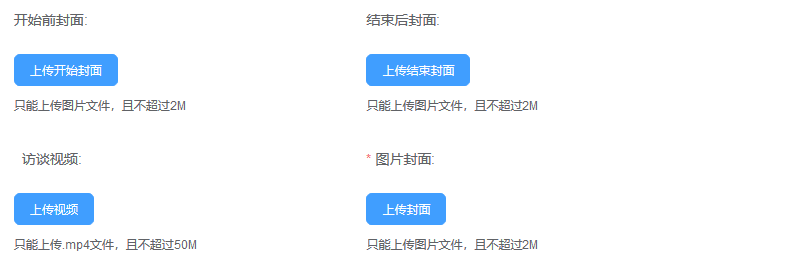 开始前封面:
结束后封面:
上传开始封面
上传结束封面
只能上传图片文件，且不超过2M
只能上传图片文件，且不超过2M
访谈视频:
* 图片封面:
上传视频
上传封面
只能上传.mp4文件，且不超过50M
只能上传图片文件，且不超过2M